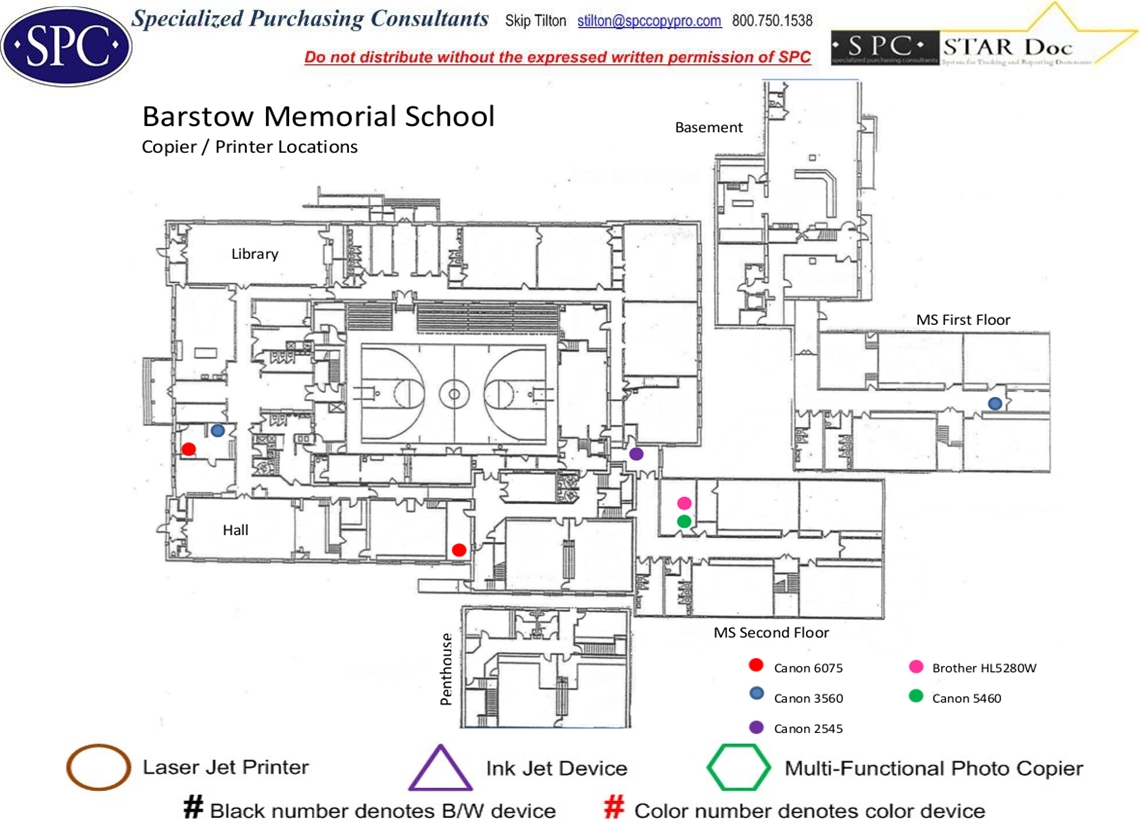 SPC
Specialized Purchasing Consultants Skip Tilton stilton@spccopypro.com 800.750.1538
Do not distribute without the expressed written permission of SPC
SPC
specialized purchasing consultants
STAR Doc
System for Tracking and Reporting Documents
Barstow Memorial School
Copier / Printer Locations
Basement
Library
MS First Floor
Hall
MS Second Floor
Penthouse
Canon 6075
Brother HL5280W
Canon 3560
Canon 5460
Canon 2545
Laser Jet Printer
Ink Jet Device
Multi-Functional Photo Copier
# Black number denotes B/W device
# Color number denotes color device